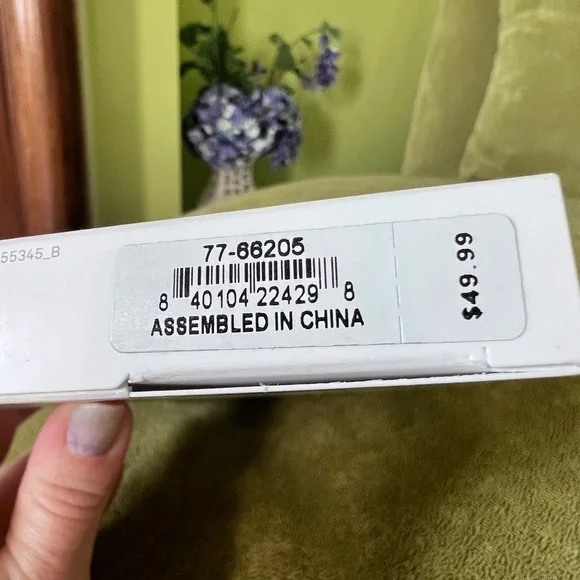 55345_B
77-66205
8 40104 22429 8
ASSEMBLED IN CHINA
$49.99